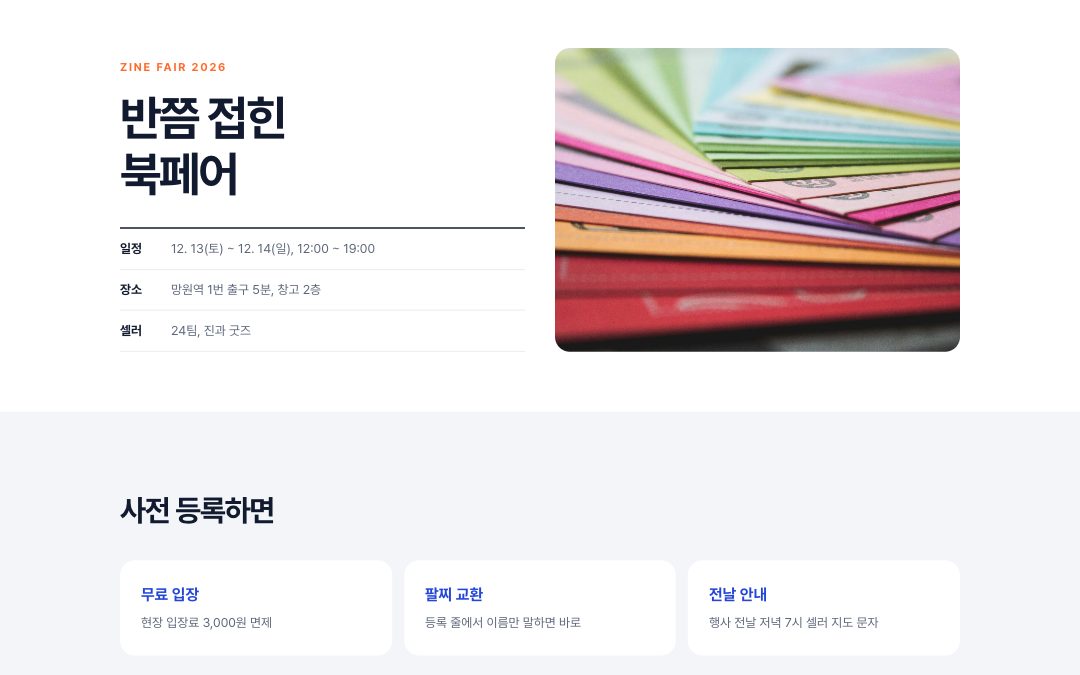 ZINE FAIR 2026
반쯤 접힌
북페어
일정 12. 13(토) ~ 12. 14(일), 12:00 ~ 19:00
장소 망원역 1번 출구 5분, 창고 2층
셀러 24팀, 진과 굿즈
사전 등록하면
무료 입장
현장 입장료 3,000원 면제
팔찌 교환
등록 줄에서 이름만 말하면 바로
전날 안내
행사 전날 저녁 7시 셀러 지도 문자